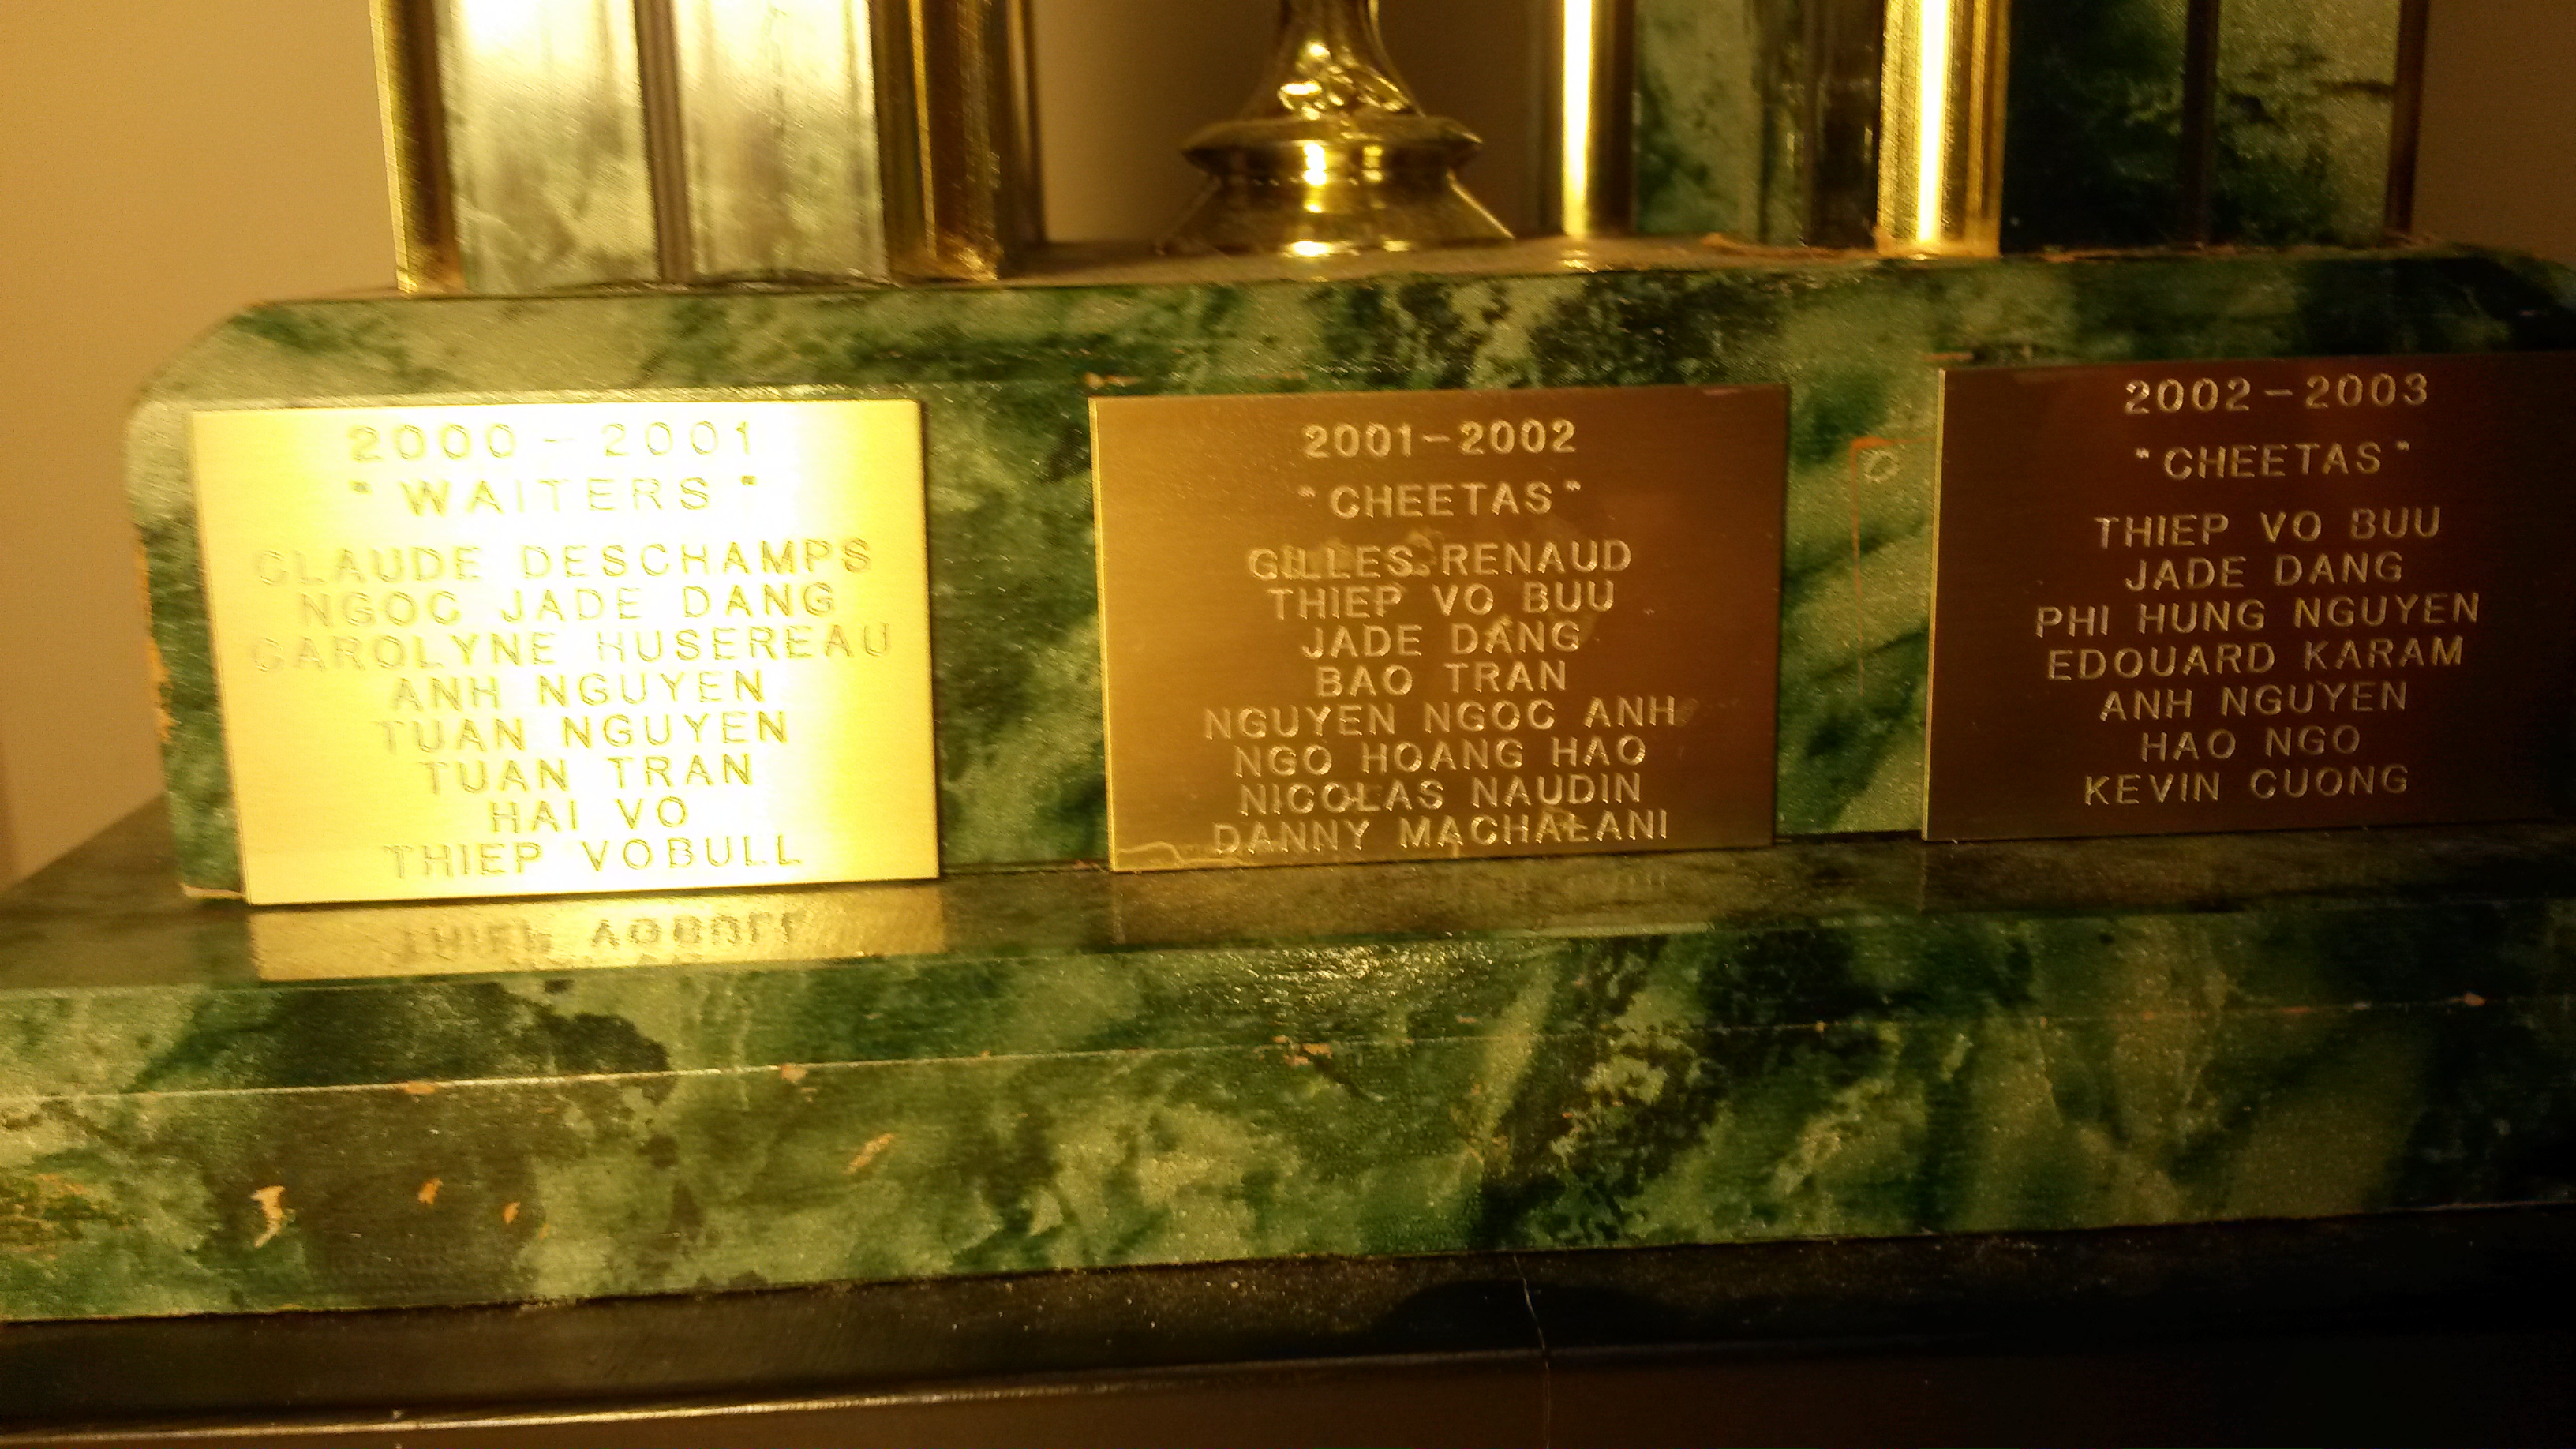 2000 - 2001
" WAITERS "
CLAUDE DESCHAMPS
NGOC JADE DANG
CAROLYNE HUSEREAU
ANH NGUYEN
TUAN NGUYEN
TUAN TRAN
HAI VO
THIEP VOBULL
2001-2002
"CHEETAS"
GILLES RENAUD
THIEP VO BUU
JADE DANG
BAO TRAN
NGUYEN NGOC ANH
NGO HOANG HAO
NICOLAS NAUDIN
DANNY MACHALANI
2002-2003
"CHEETAS"
THIEP VO BUU
JADE DANG
PHI HUNG NGUYEN
EDOUARD KARAM
ANH NGUYEN
HAO NGO
KEVIN CUONG